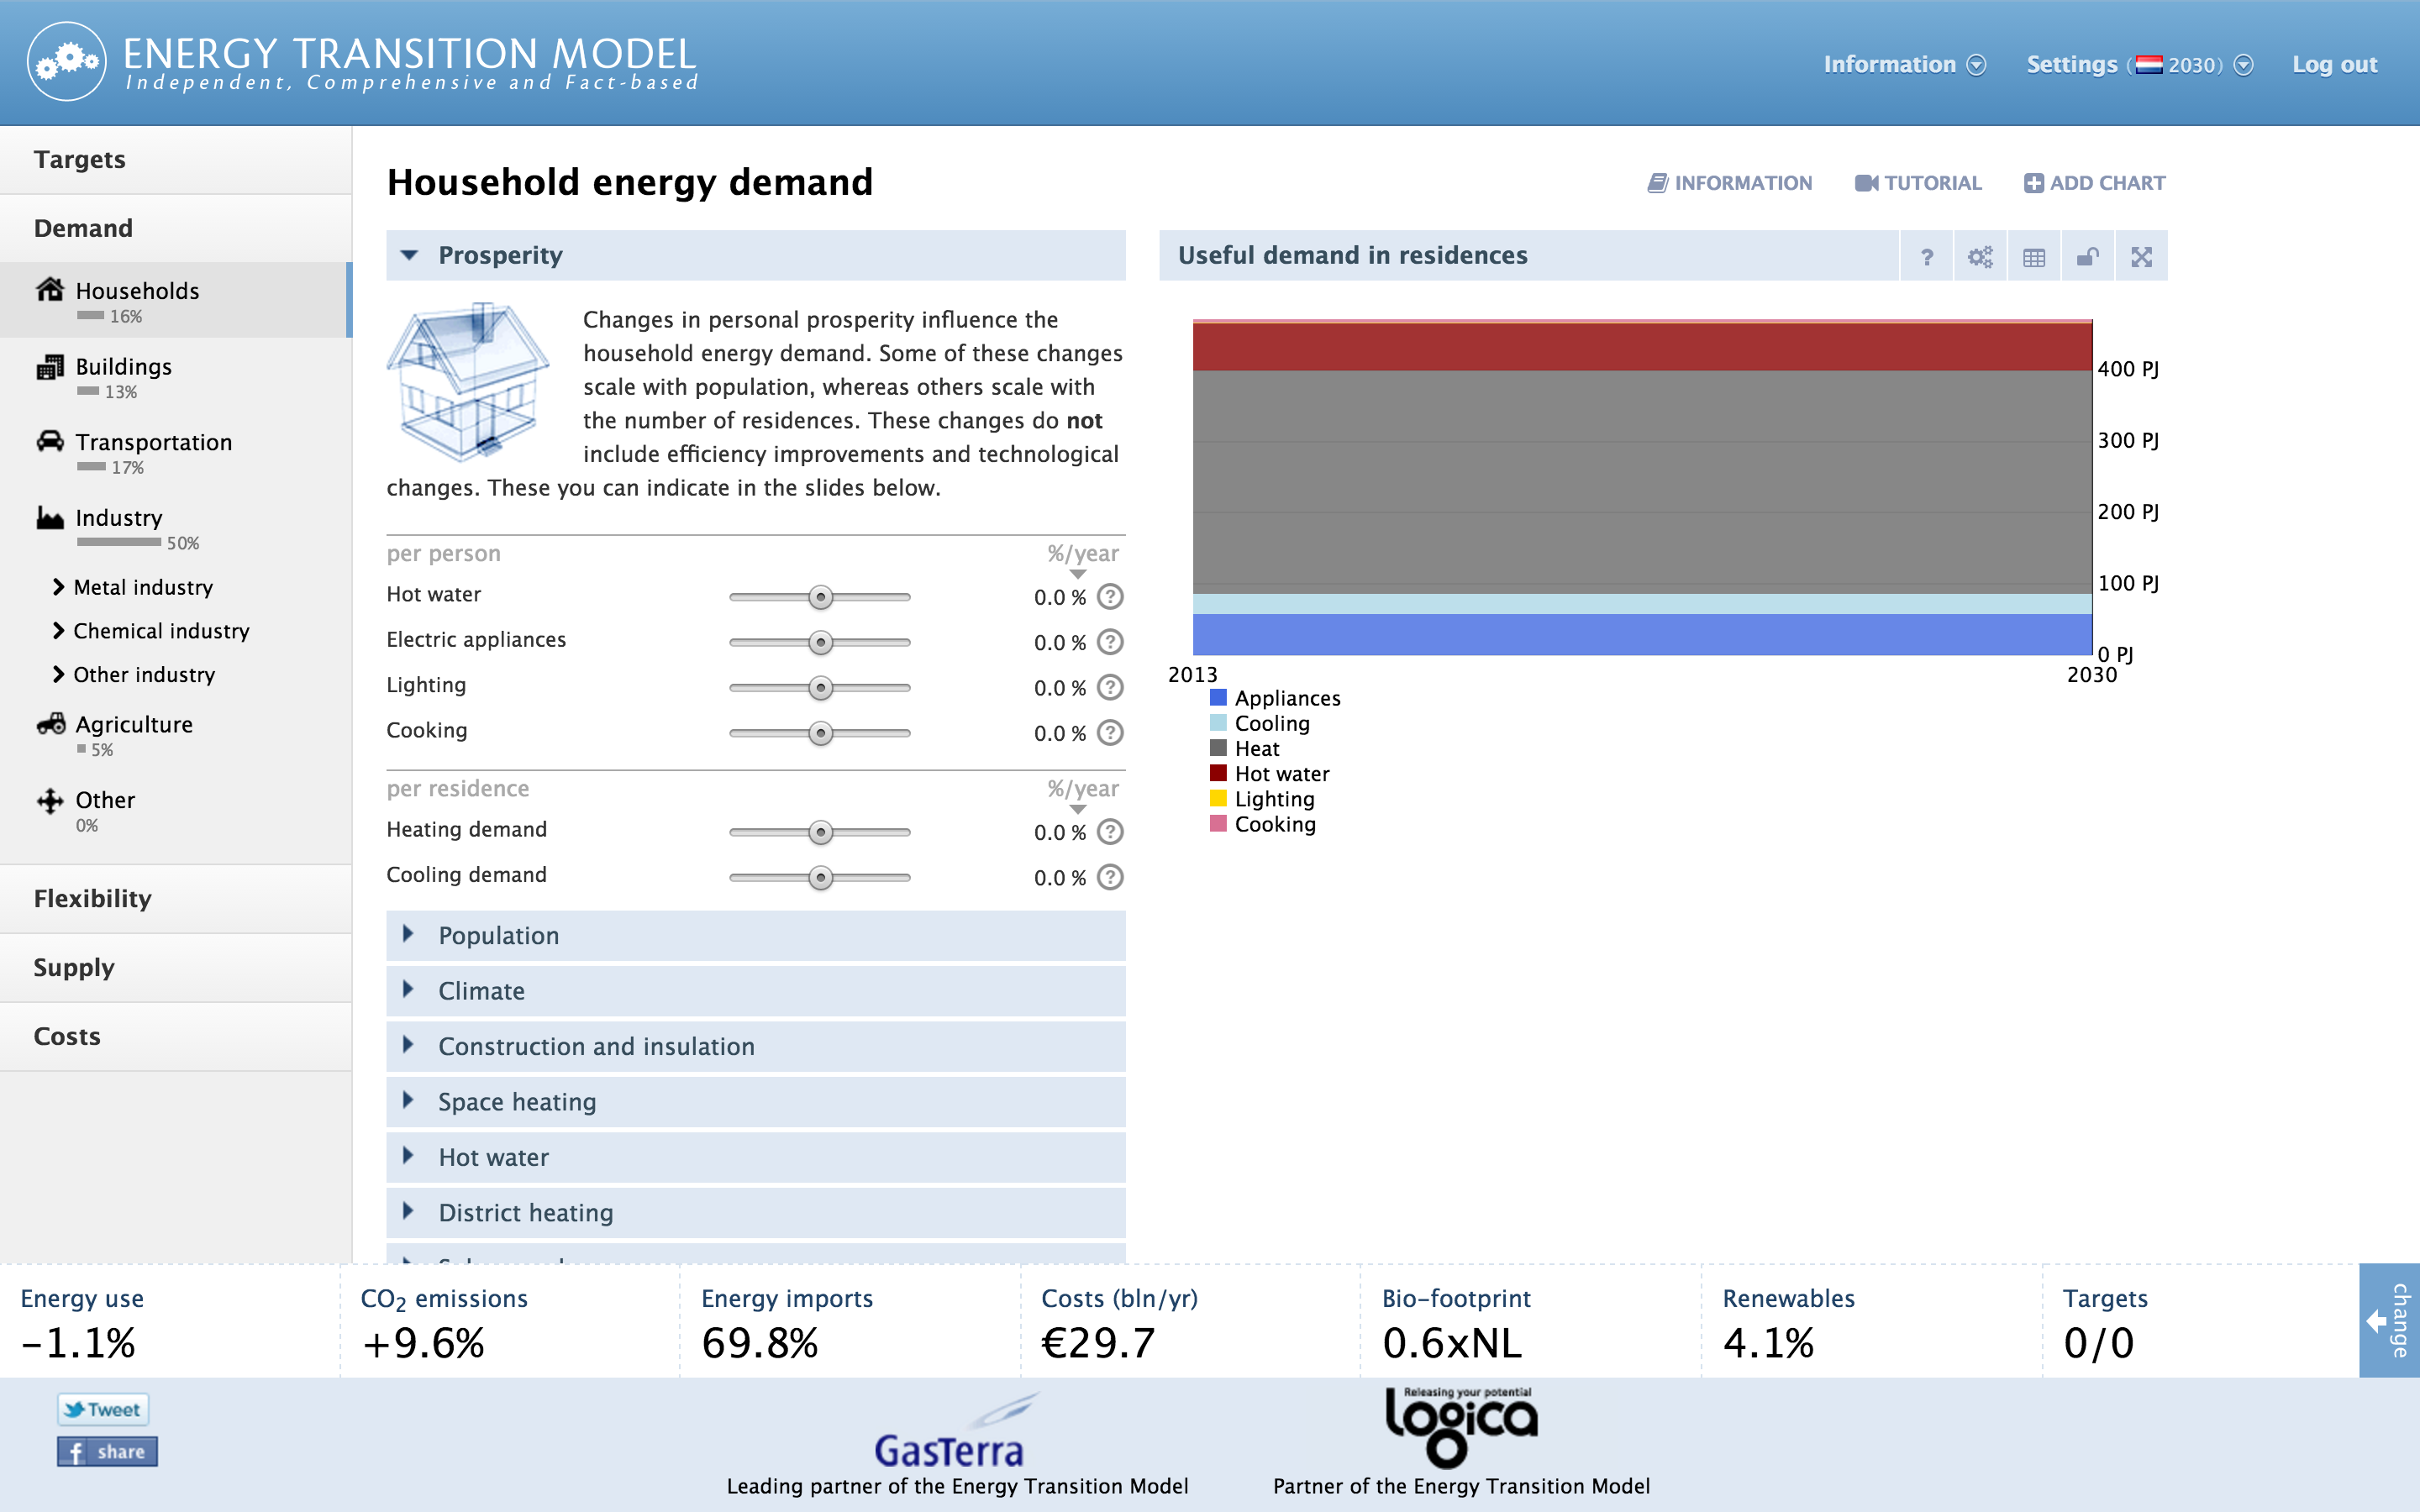 ENERGY TRANSITION MODEL
Independent, Comprehensive and Fact-based
Information
Settings (2030)
Log out
Targets
Demand
Households
16%
Buildings
13%
Transportation
17%
Industry
50%
Metal industry
Chemical industry
Other industry
Agriculture
5%
Other
0%
Flexibility
Supply
Costs
Household energy demand
INFORMATION
TUTORIAL
ADD CHART
Prosperity
Changes in personal prosperity influence the
household energy demand. Some of these changes
scale with population, whereas others scale with
the number of residences. These changes do not
include efficiency improvements and technological
changes. These you can indicate in the slides below.
per person %/year
Hot water 0.0 % ?
Electric appliances 0.0 % ?
Lighting 0.0 % ?
Cooking 0.0 % ?
per residence %/year
Heating demand 0.0 % ?
Cooling demand 0.0 % ?
Population
Climate
Construction and insulation
Space heating
Hot water
District heating
Useful demand in residences
?
400 PJ
300 PJ
200 PJ
100 PJ
0 PJ
2013 2030
Appliances
Cooling
Heat
Hot water
Lighting
Cooking
Energy use
-1.1%
CO2 emissions
+9.6%
Energy imports
69.8%
Costs (bln/yr)
€29.7
Bio-footprint
0.6xNL
Renewables
4.1%
Targets
0/0
change
Tweet
f share
GasTerra
Leading partner of the Energy Transition Model
Releasing your potential
logica
Partner of the Energy Transition Model